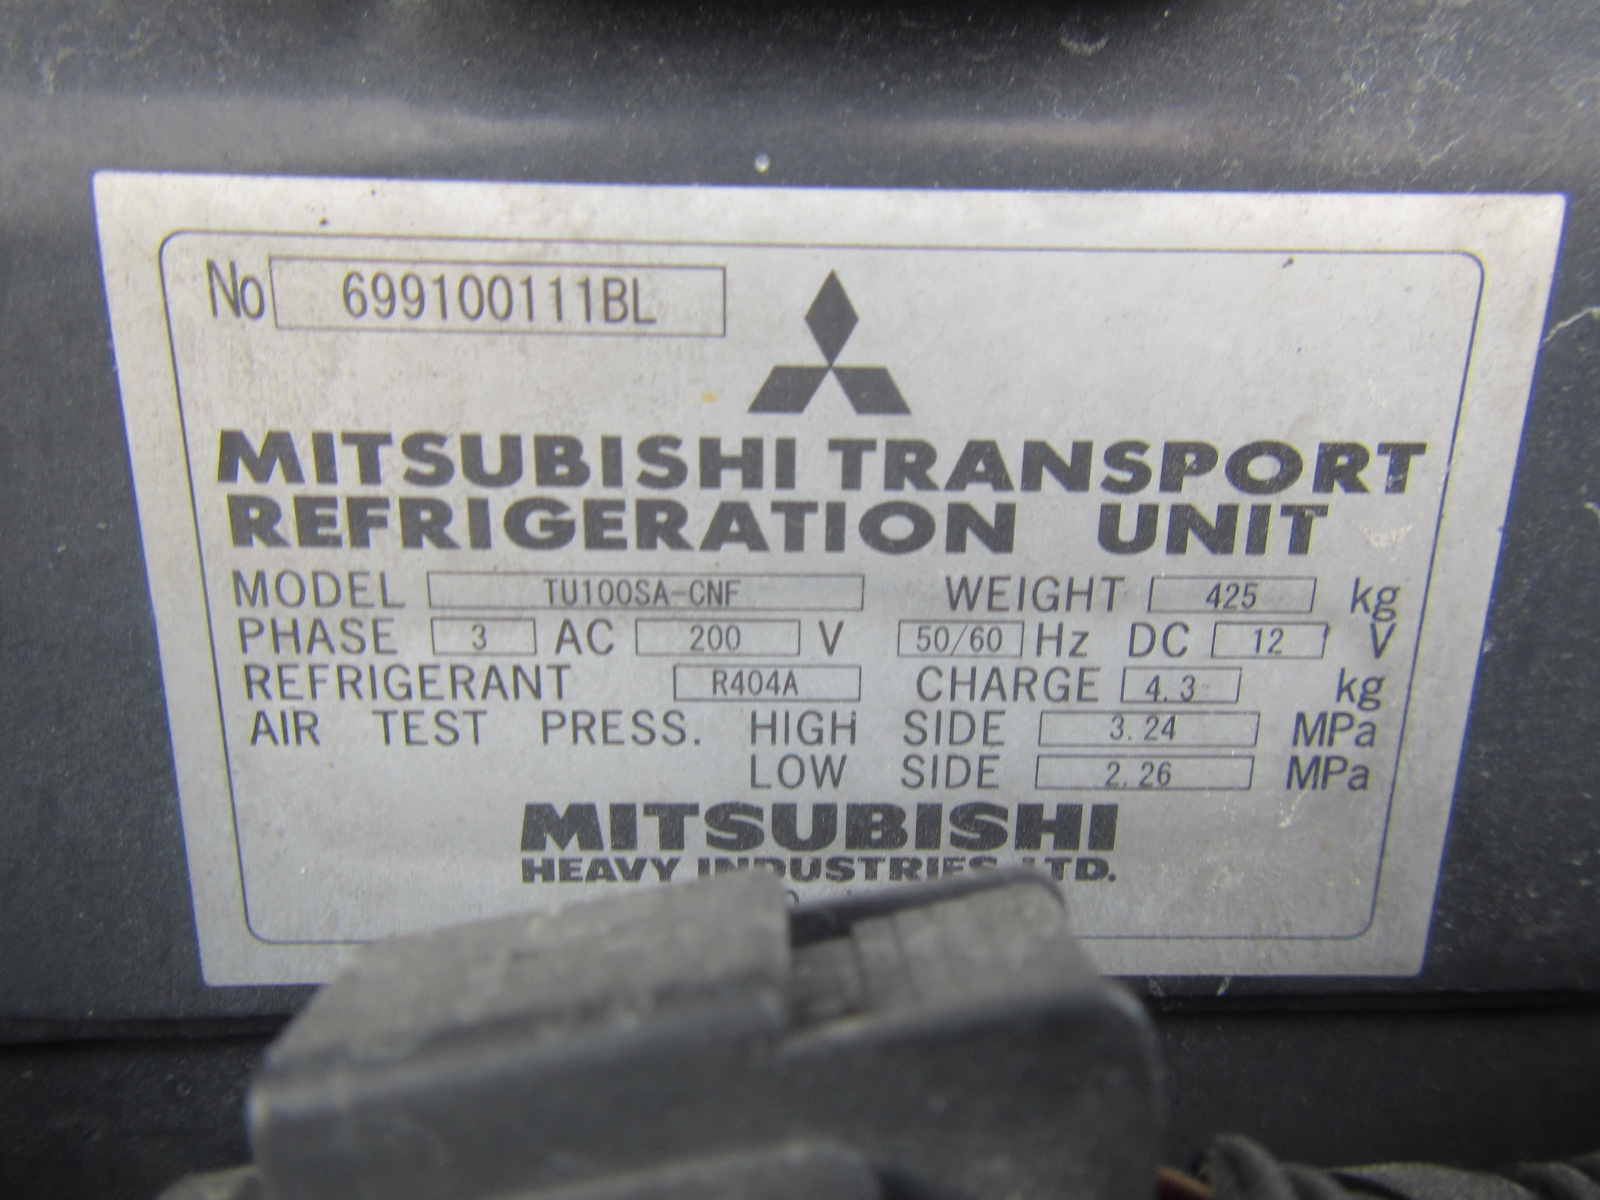 No 699100111BL
MITSUBISHI TRANSPORT
REFRIGERATION UNIT
MODEL TU100SA-CNF WEIGHT 425 kg
PHASE 3 AC 200 V 50/60 Hz DC 12 V
REFRIGERANT R404A CHARGE 4.3 kg
AIR TEST PRESS. HIGH SIDE 3.24 MPa
LOW SIDE 2.26 MPa
MITSUBISHI
HEAVY INDUSTRIES, LTD.